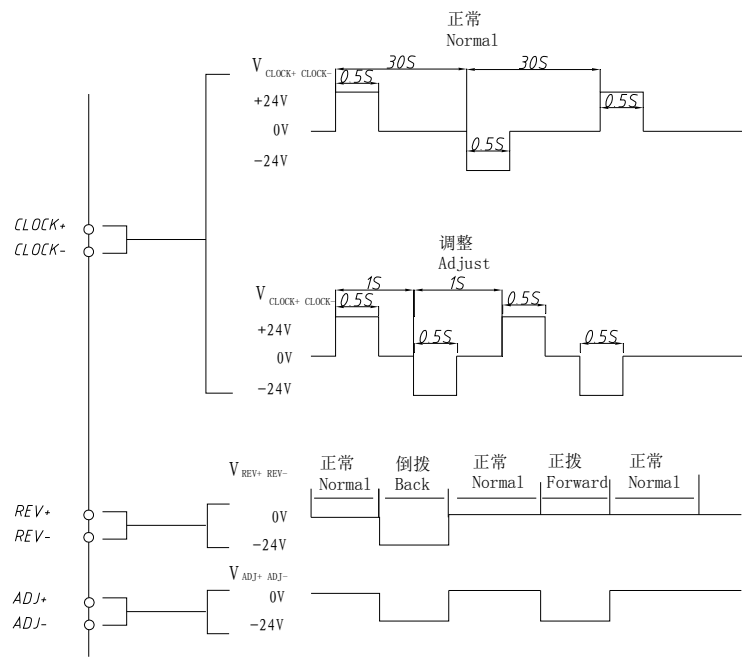 正常
Normal
V CLOCK+ CLOCK-
30S 30S
0.5S
+24V
0.5S
0V
0.5S
-24V
CLOCK+
CLOCK-
调整
Adjust
V CLOCK+ CLOCK-
1S 1S
0.5S 0.5S
+24V
0.5S 0.5S
0V
-24V
V REV+ REV-
正常 倒拨 正常 正拨 正常
Normal Back Normal Forward Normal
REV+
0V
REV-
-24V
V ADJ+ ADJ-
ADJ+
0V
ADJ-
-24V